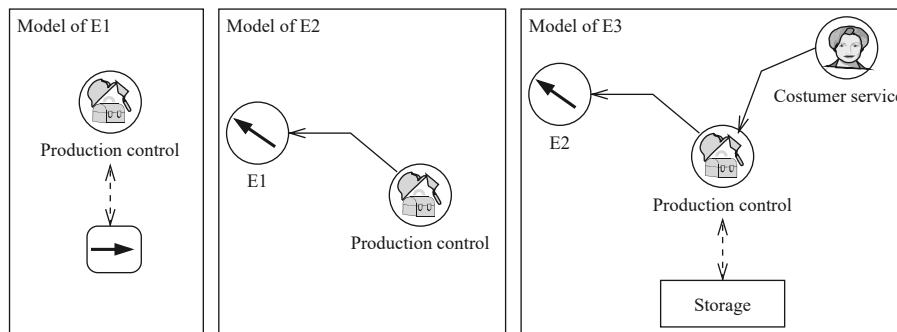 Model of E1
Production control
Model of E2
E1
Production control
Model of E3
Costumer service
E2
Production control
Storage